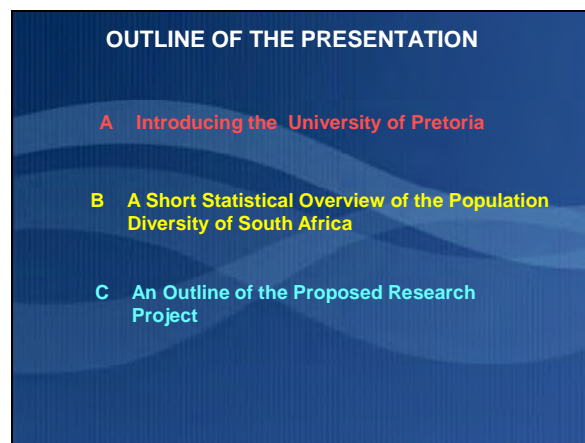 OUTLINE OF THE PRESENTATION
A Introducing the University of Pretoria
B A Short Statistical Overview of the Population
Diversity of South Africa
C An Outline of the Proposed Research
Project